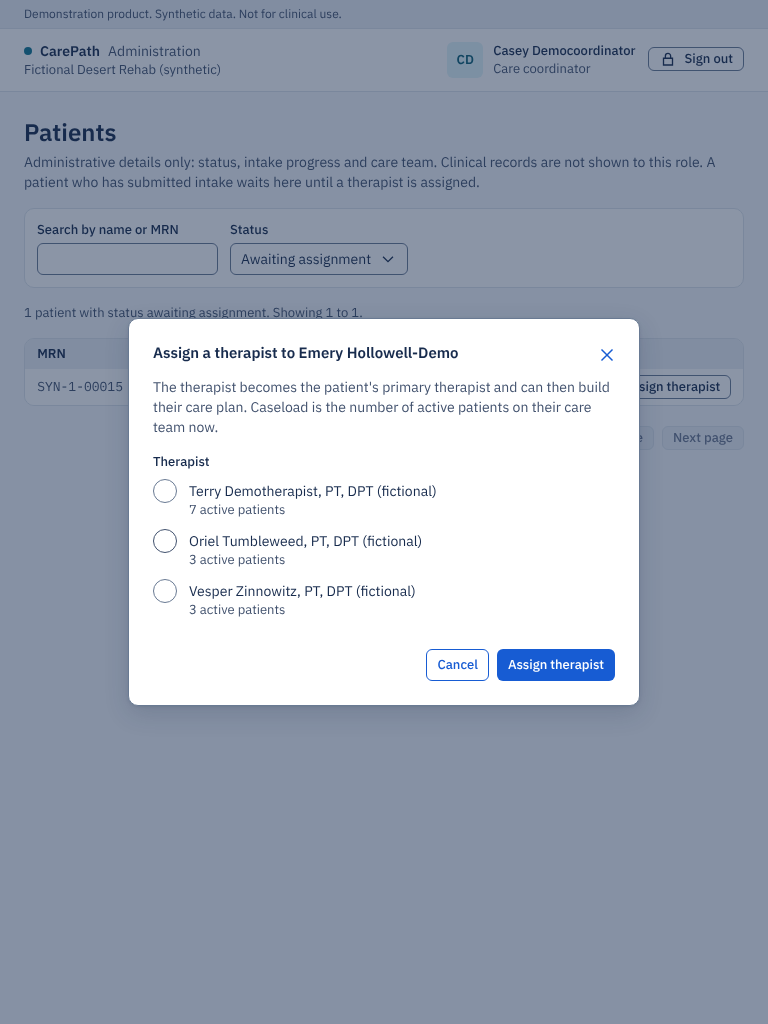 Demonstration product. Synthetic data. Not for clinical use.
CarePath Administration
Fictional Desert Rehab (synthetic)
CD
Casey Democoordinator
Care coordinator
Sign out
Patients
Administrative details only: status, intake progress and care team. Clinical records are not shown to this role. A
patient who has submitted intake waits here until a therapist is assigned.
Search by name or MRN
Status
Awaiting assignment
1 patient with status awaiting assignment. Showing 1 to 1.
MRN
SYN-1-00015
sign therapist
Next page
Assign a therapist to Emery Hollowell-Demo
The therapist becomes the patient's primary therapist and can then build
their care plan. Caseload is the number of active patients on their care
team now.
Therapist
Terry Demotherapist, PT, DPT (fictional)
7 active patients
Oriel Tumbleweed, PT, DPT (fictional)
3 active patients
Vesper Zinnowitz, PT, DPT (fictional)
3 active patients
Cancel
Assign therapist